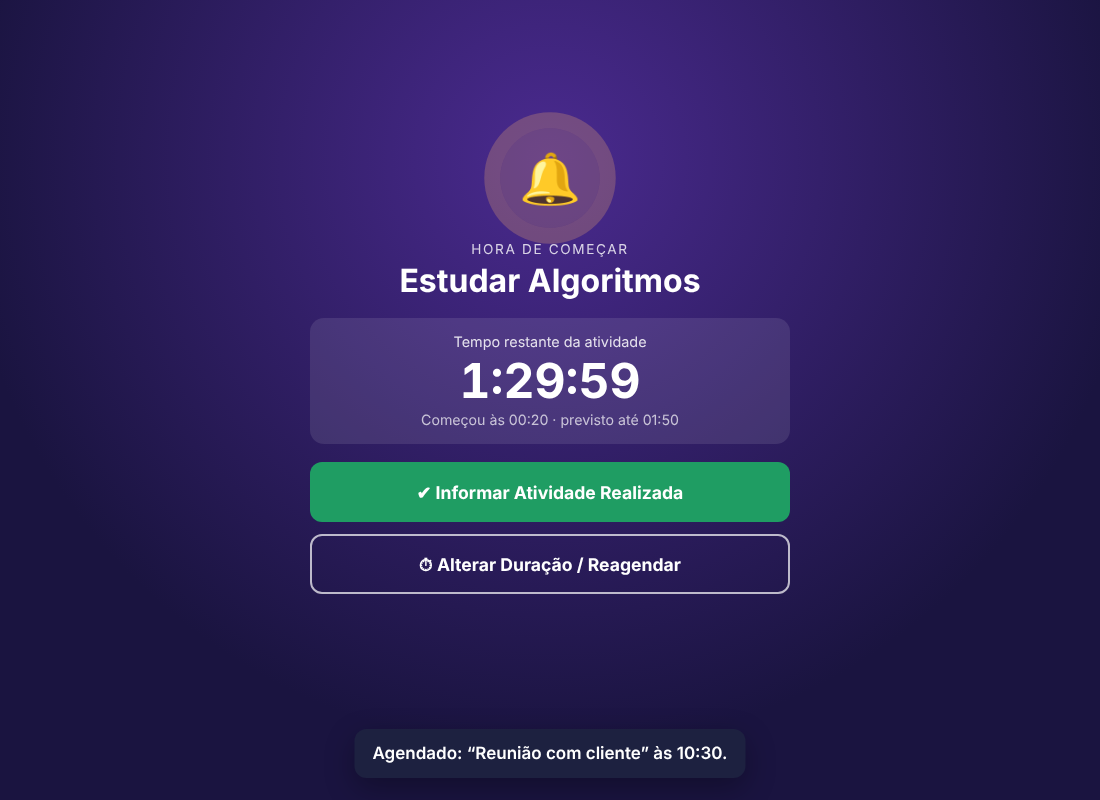 HORA DE COMEÇAR
Estudar Algoritmos
Tempo restante da atividade
1:29:59
Começou às 00:20 · previsto até 01:50
✔ Informar Atividade Realizada
⏱ Alterar Duração / Reagendar
Agendado: “Reunião com cliente” às 10:30.